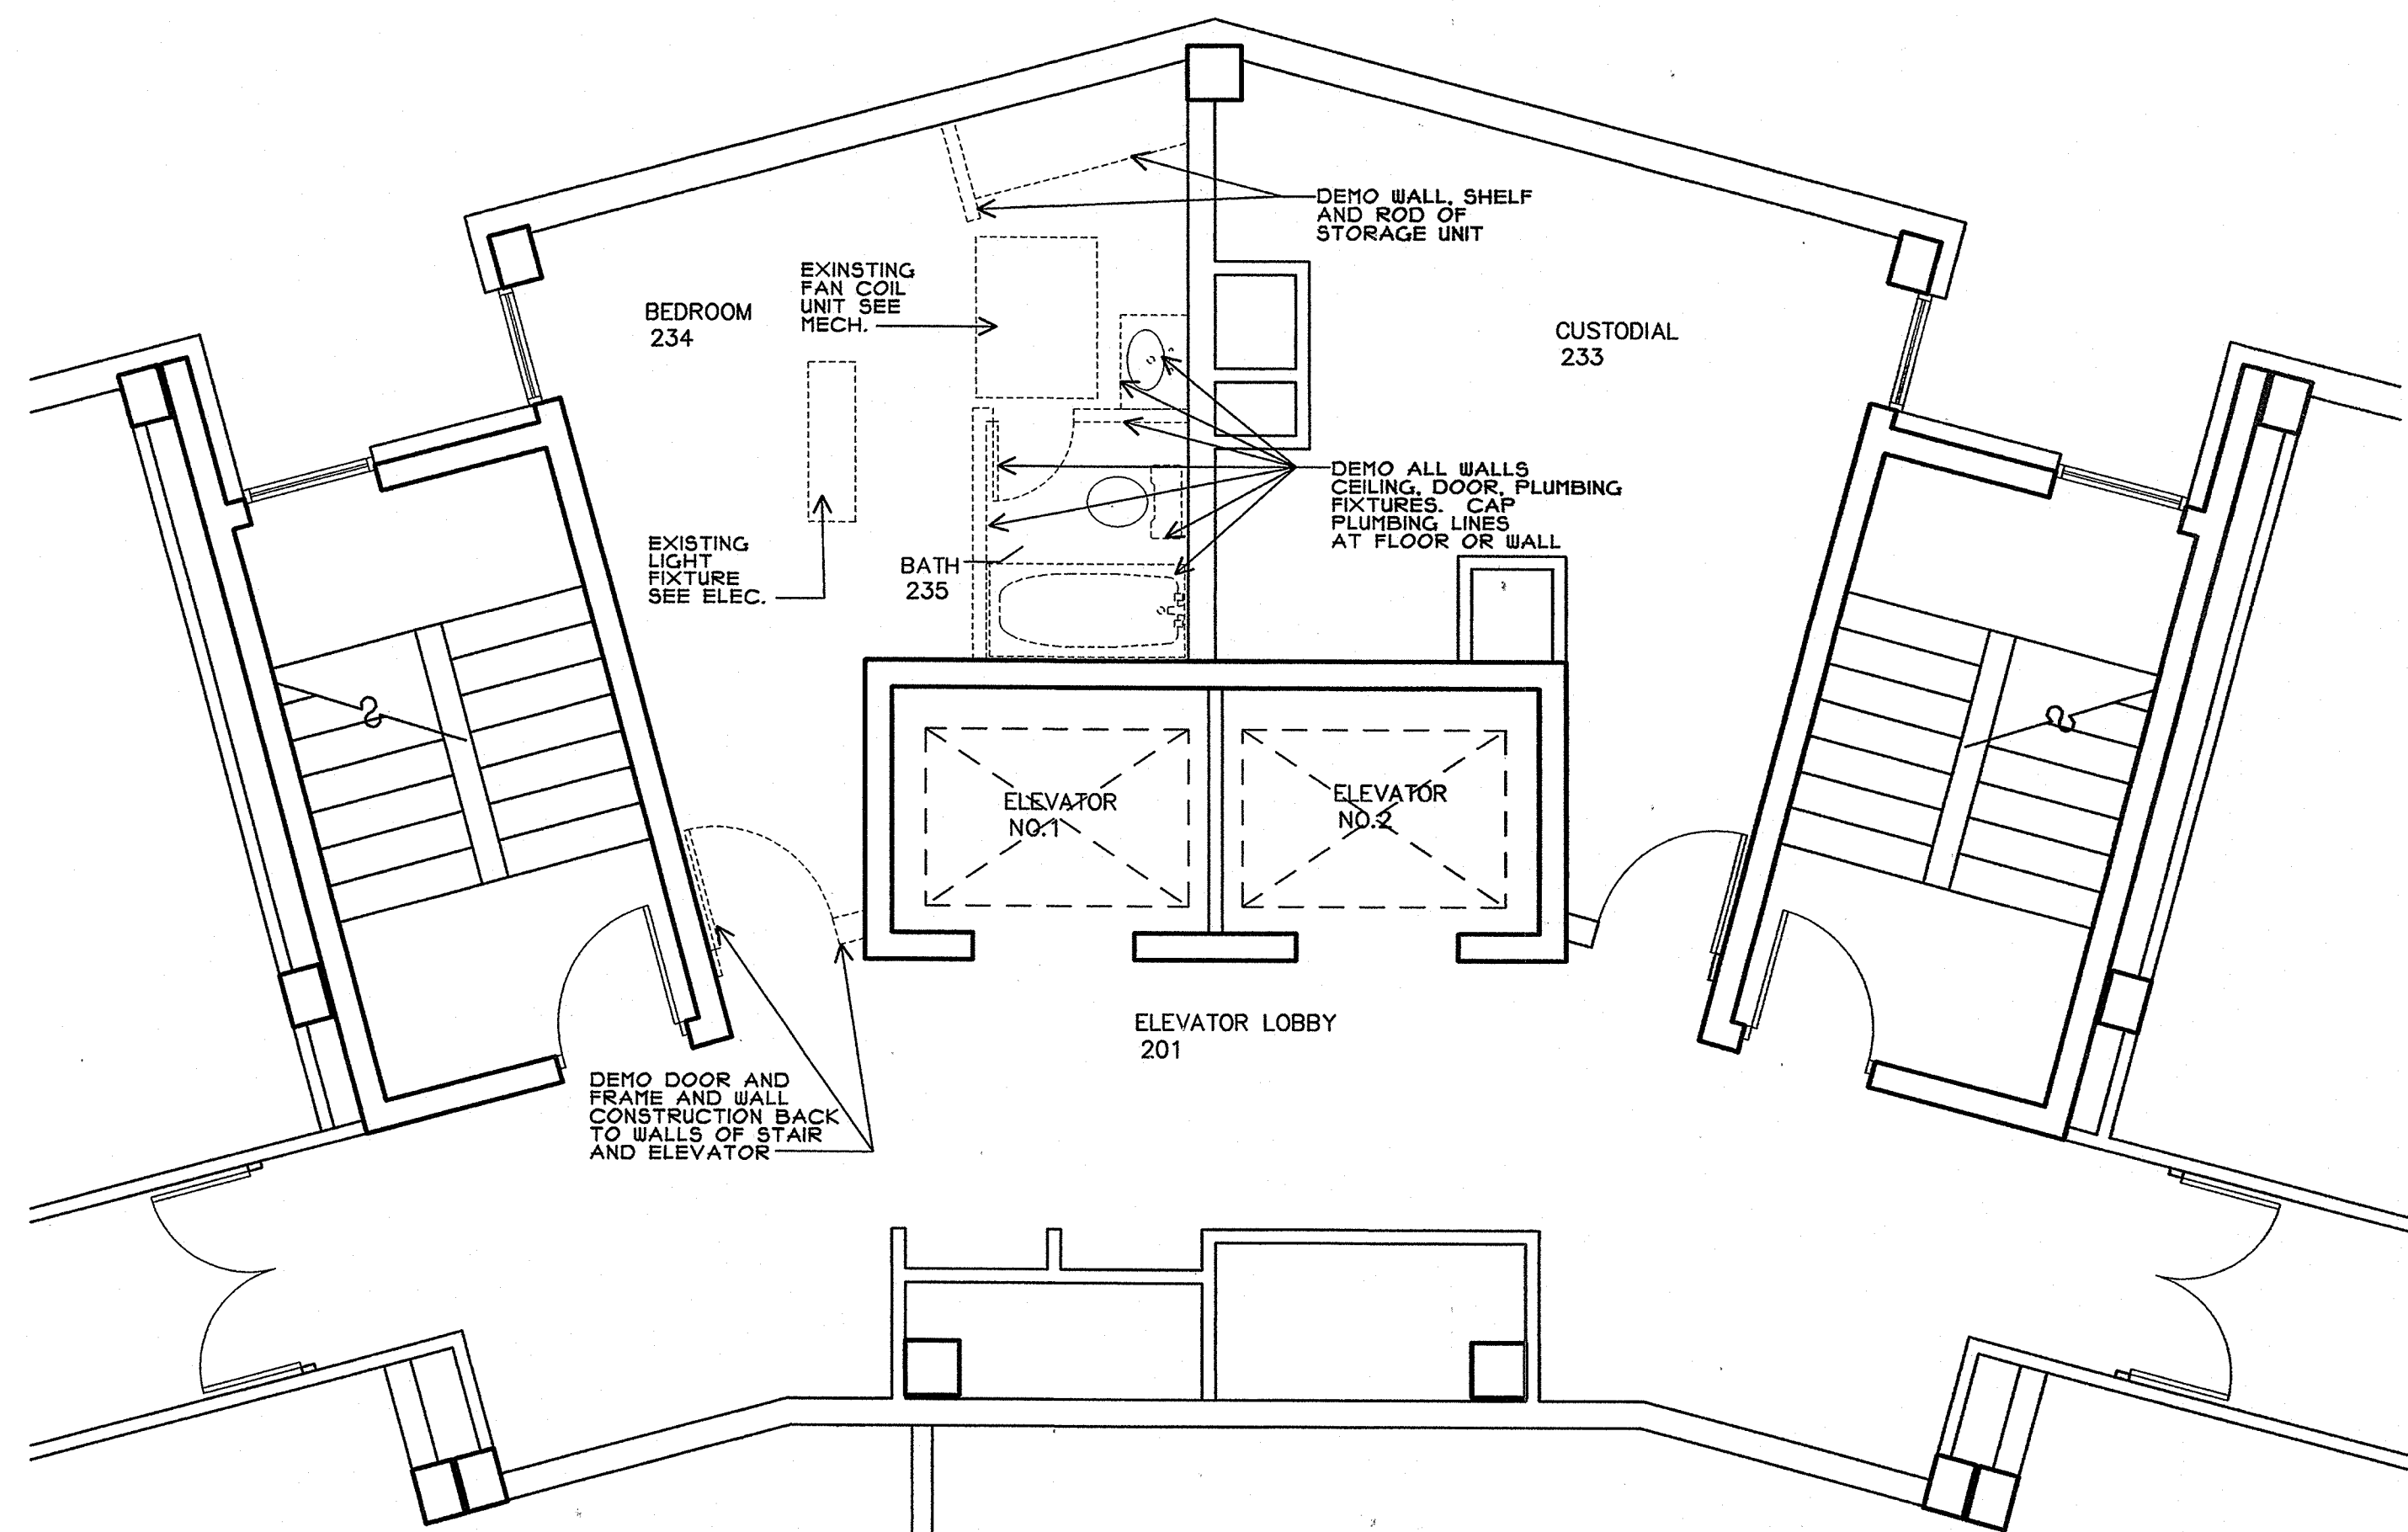 DEMO WALL, SHELF
AND ROD OF
STORAGE UNIT
EXINSTING
FAN COIL
UNIT SEE
MECH.
BEDROOM
234
CUSTODIAL
233
DEMO ALL WALLS
CEILING, DOOR, PLUMBING
FIXTURES. CAP
PLUMBING LINES
AT FLOOR OR WALL
EXISTING
LIGHT
FIXTURE
SEE ELEC.
BATH
235
ELEVATOR
NO.1
ELEVATOR
NO.2
ELEVATOR LOBBY
201
DEMO DOOR AND
FRAME AND WALL
CONSTRUCTION BACK
TO WALLS OF STAIR
AND ELEVATOR